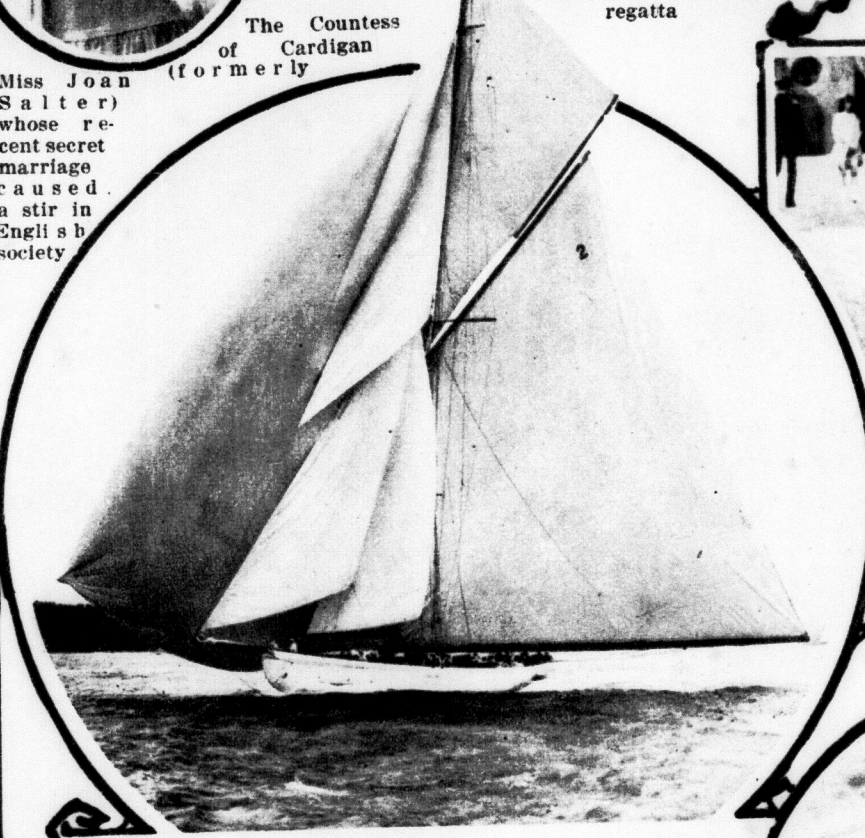 The Countess
of Cardigan
(formerly
Miss Joan
Salter)
whose re-
cent secret
marriage
caused
a stir in
English
society
regatta
2